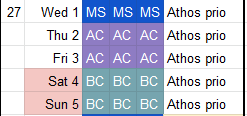 27 Wed 1 MS MS MS Athos prio
Thu 2 AC AC AC Athos prio
Fri 3 AC AC AC Athos prio
Sat 4 BC BC BC Athos prio
Sun 5 BC BC BC Athos prio